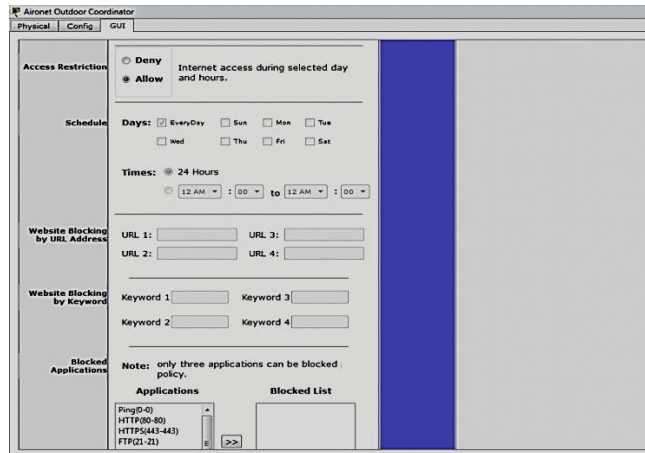 Aironet Outdoor Coordinator
Physical Config GUI
Access Restriction
Deny
Allow
Internet access during selected day
and hours.
Schedule
Days: EveryDay Sun Mon Tue
Wed Thu Fri Sat
Times: 24 Hours
12 AM : 00 to 12 AM : 00
Website Blocking
by URL Address
URL 1: URL 3:
URL 2: URL 4:
Website Blocking
by Keyword
Keyword 1 Keyword 3
Keyword 2 Keyword 4
Blocked
Applications
Note: only three applications can be blocked
policy.
Applications Blocked List
Ping(0-0)
HTTP(80-80)
HTTPS(443-443)
FTP(21-21)
>>